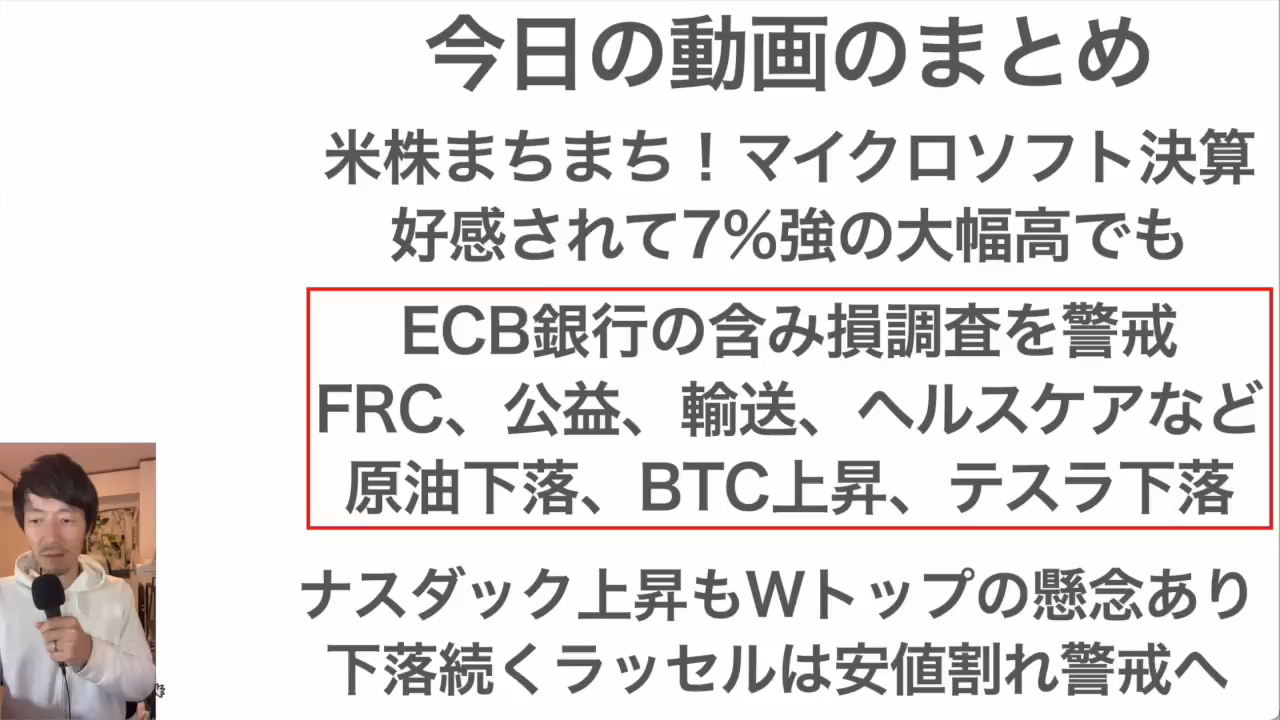 今日の動画のまとめ
米株まちまち！マイクロソフト決算
好感されて7%強の大幅高でも
ECB銀行の含み損調査を警戒
FRC、公益、輸送、ヘルスケアなど
原油下落、BTC上昇、テスラ下落
ナスダック上昇もWトップの懸念あり
下落続くラッセルは安値割れ警戒へ